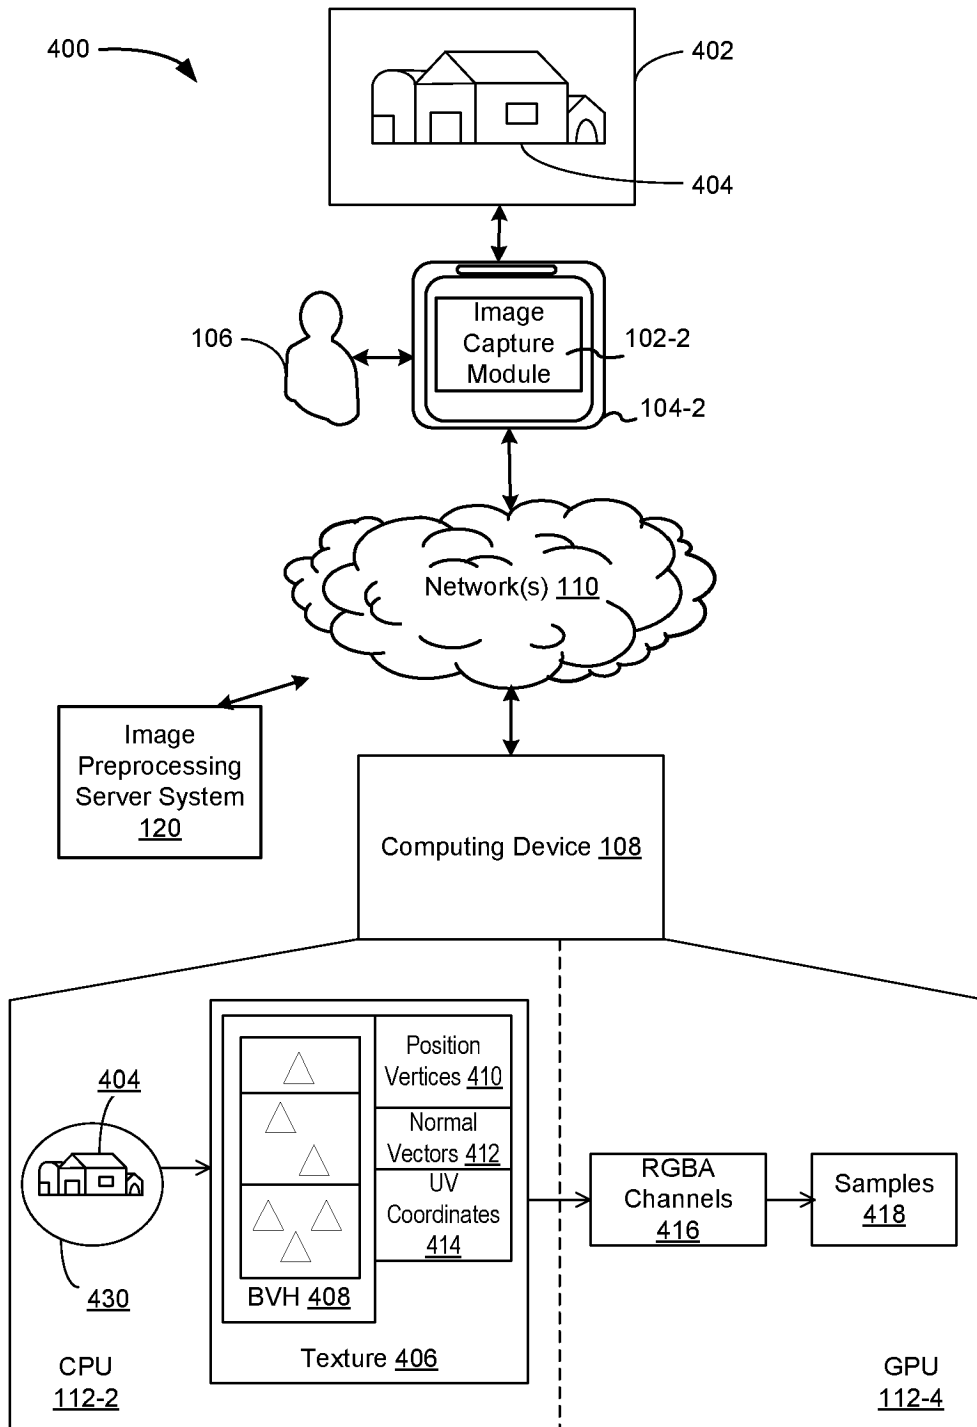 400
402
404
Image
Capture
Module
106
102-2
104-2
Network(s) 110
Image
Preprocessing
Server System
120
Computing Device 108
404
430
Position
Vertices 410
Normal
Vectors 412
UV
Coordinates
414
BVH 408
Texture 406
RGBA
Channels
416
Samples
418
CPU
112-2
GPU
112-4